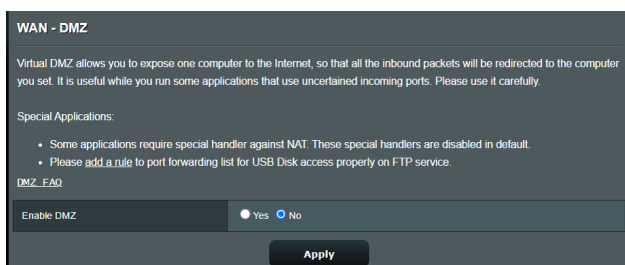 WAN - DMZ
Virtual DMZ allows you to expose one computer to the Internet, so that all the inbound packets will be redirected to the computer
you set. It is useful while you run some applications that use uncertained incoming ports. Please use it carefully.
Special Applications:
• Some applications require special handler against NAT. These special handlers are disabled in default.
• Please add a rule to port forwarding list for USB Disk access properly on FTP service.
DMZ FAQ
Enable DMZ Yes No
Apply